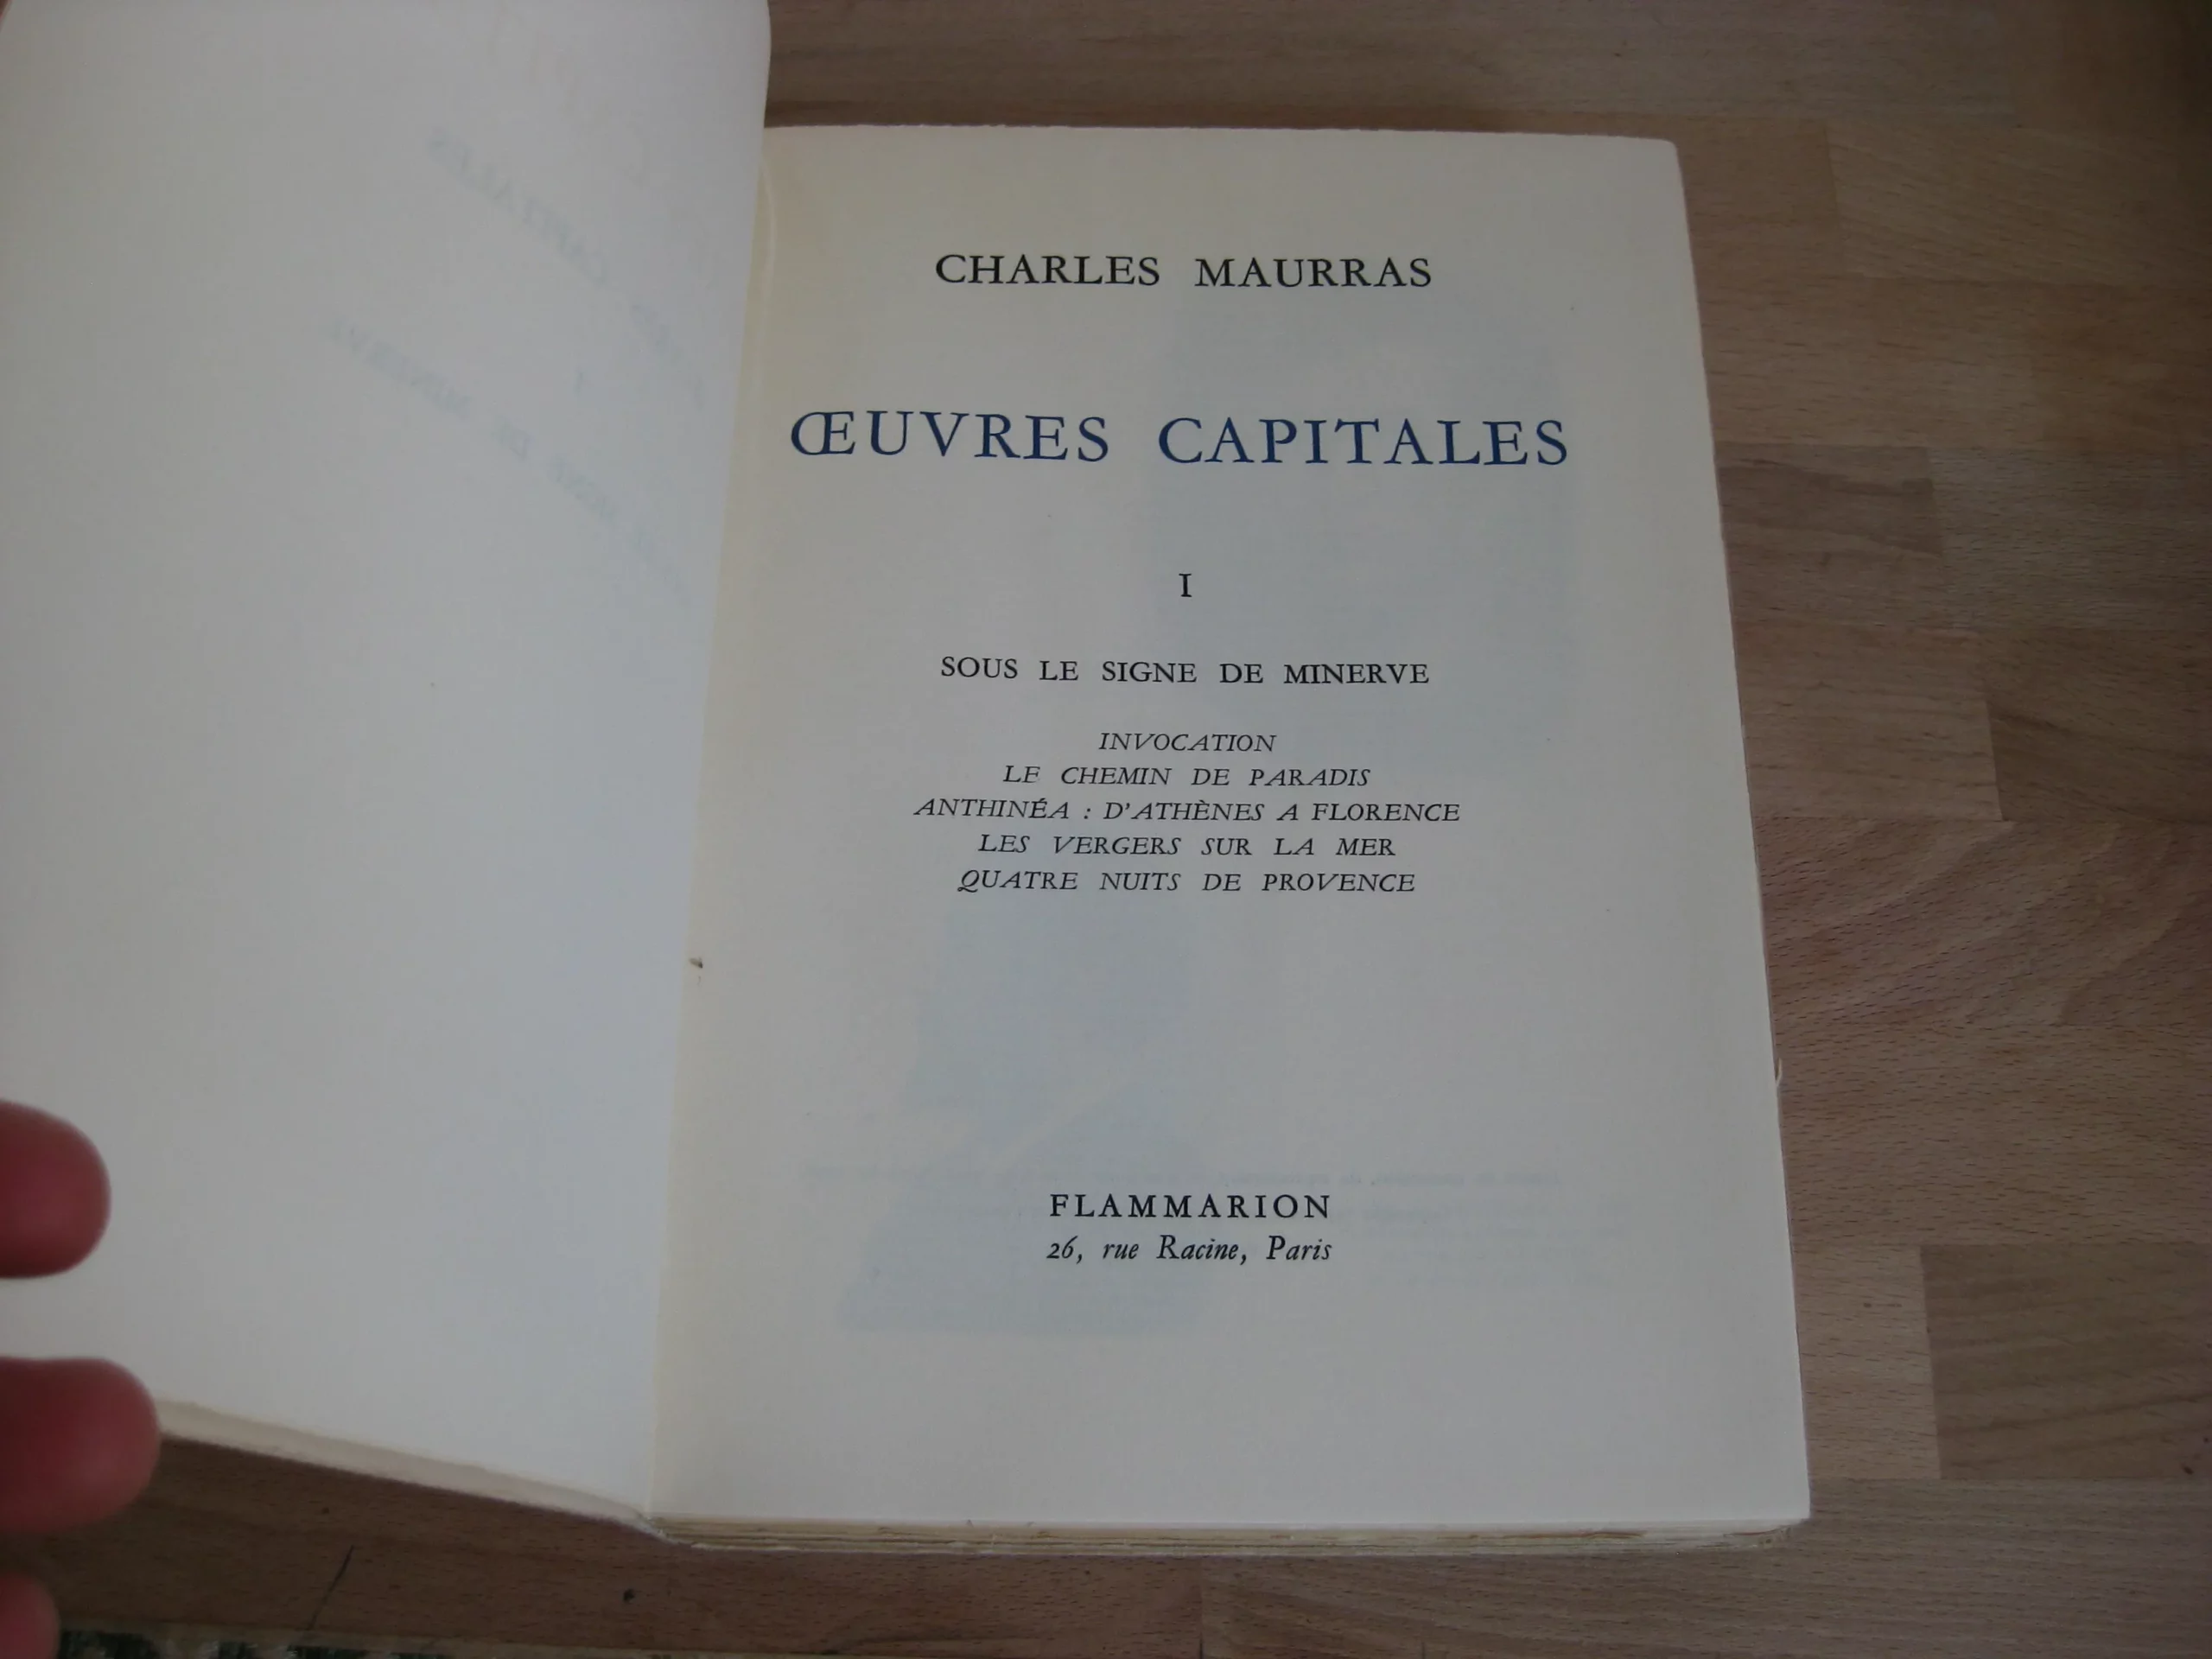 CHARLES MAURRAS
ŒUVRES CAPITALES
I
SOUS LE SIGNE DE MINERVE
INVOCATION
LE CHEMIN DE PARADIS
ANTHINÉA : D'ATHÈNES A FLORENCE
LES VERGERS SUR LA MER
QUATRE NUITS DE PROVENCE
FLAMMARION
26, rue Racine, Paris